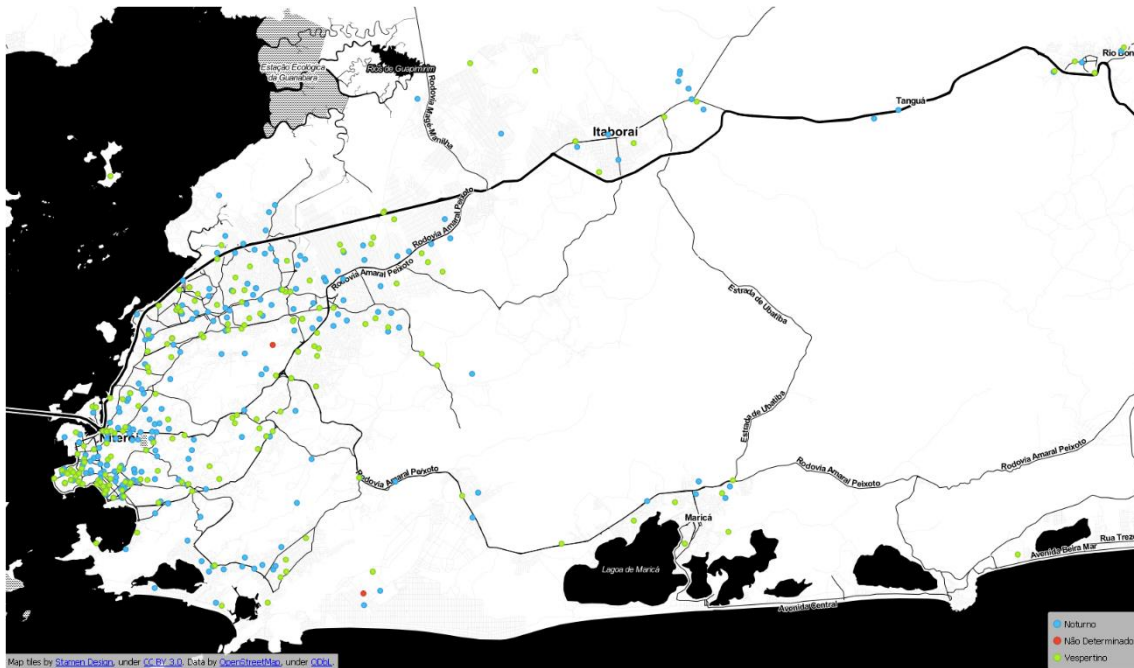 Estação Ecológica
da Guanabara
Rios de Guapimirim
Rodovia Magé-Manilha
Itaboraí
Tanguá
Rio Bon
Rodovia Amaral Peixoto
Rodovia Amaral Peixoto
Estrada de Ubatiba
Estrada de Ubatiba
Niterói
Rodovia Amaral Peixoto
Rodovia Amaral Peixoto
Rodovia Amaral Peixoto
Maricá
Lagoa de Maricá
Avenida Beira Mar
Rua Treze
Avenida Central
Noturno
Não Determinado
Vespertino
Map tiles by Stamen Design, under CC BY 3.0. Data by OpenStreetMap, under ODbL.